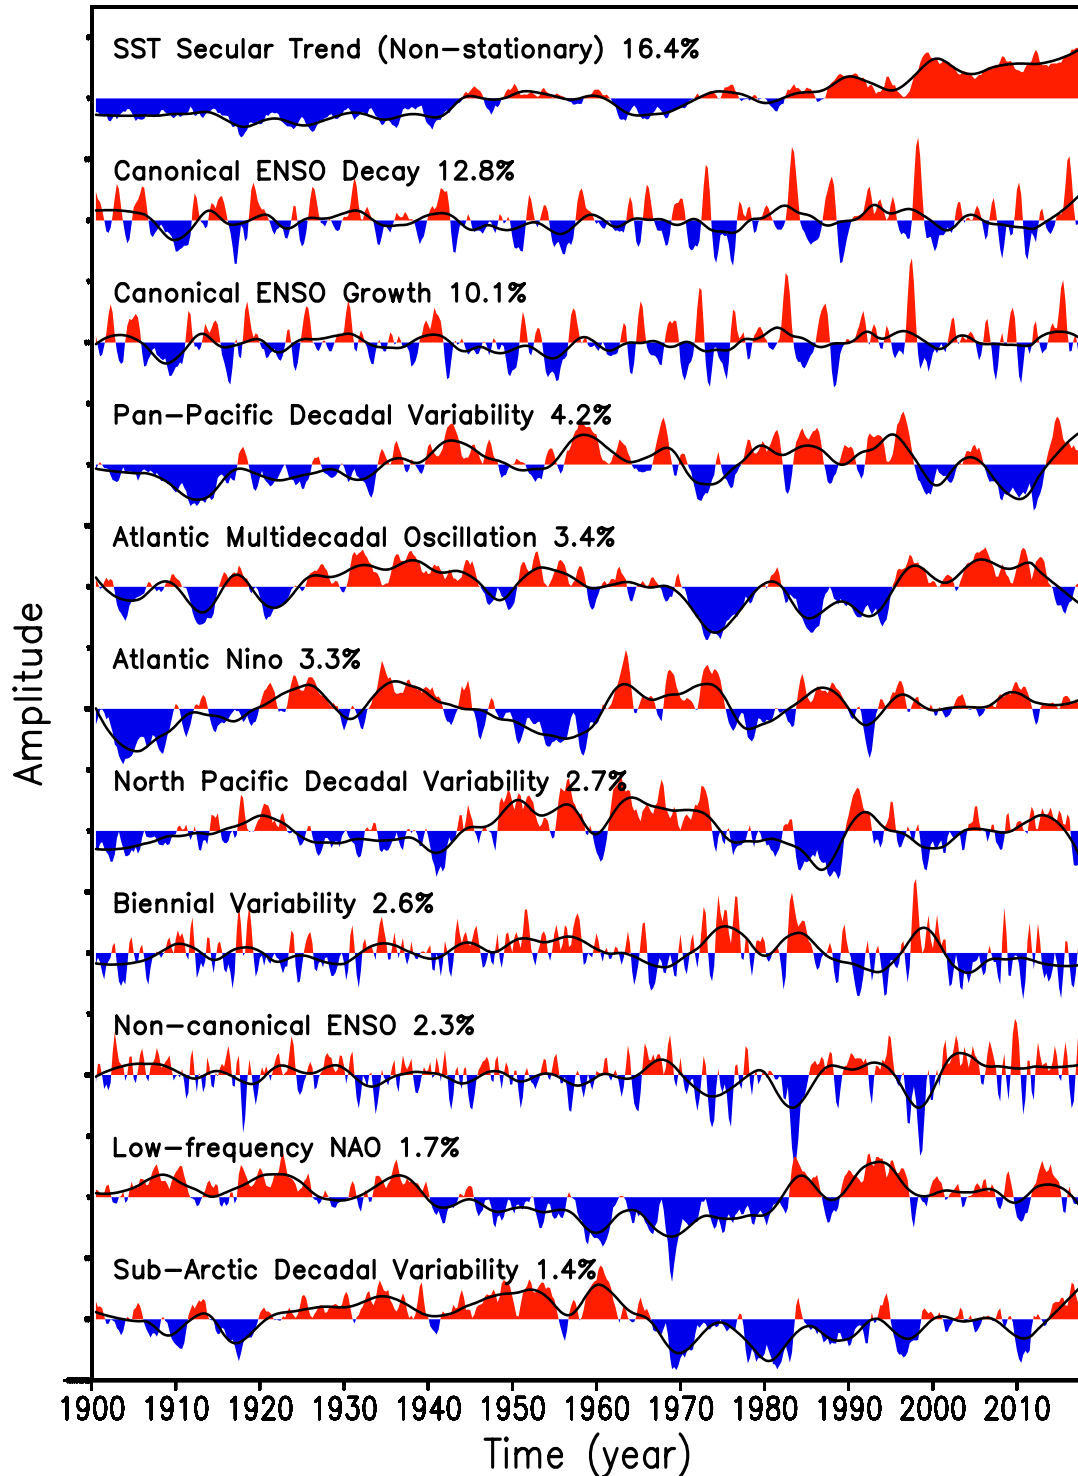 SST Secular Trend (Non-stationary) 16.4%
Canonical ENSO Decay 12.8%
Canonical ENSO Growth 10.1%
Pan-Pacific Decadal Variability 4.2%
Atlantic Multidecadal Oscillation 3.4%
Atlantic Nino 3.3%
North Pacific Decadal Variability 2.7%
Biennial Variability 2.6%
Non-canonical ENSO 2.3%
Low-frequency NAO 1.7%
Sub-Arctic Decadal Variability 1.4%
Amplitude
1900 1910 1920 1930 1940 1950 1960 1970 1980 1990 2000 2010
Time (year)